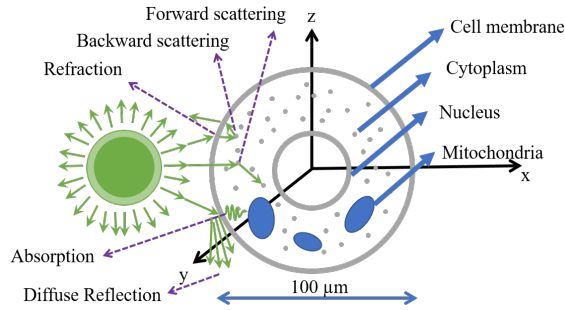 Forward scattering
z
Cell membrane
Backward scattering
Refraction
Cytoplasm
Nucleus
Mitochondria
x
Absorption
y
Diffuse Reflection
100 µm